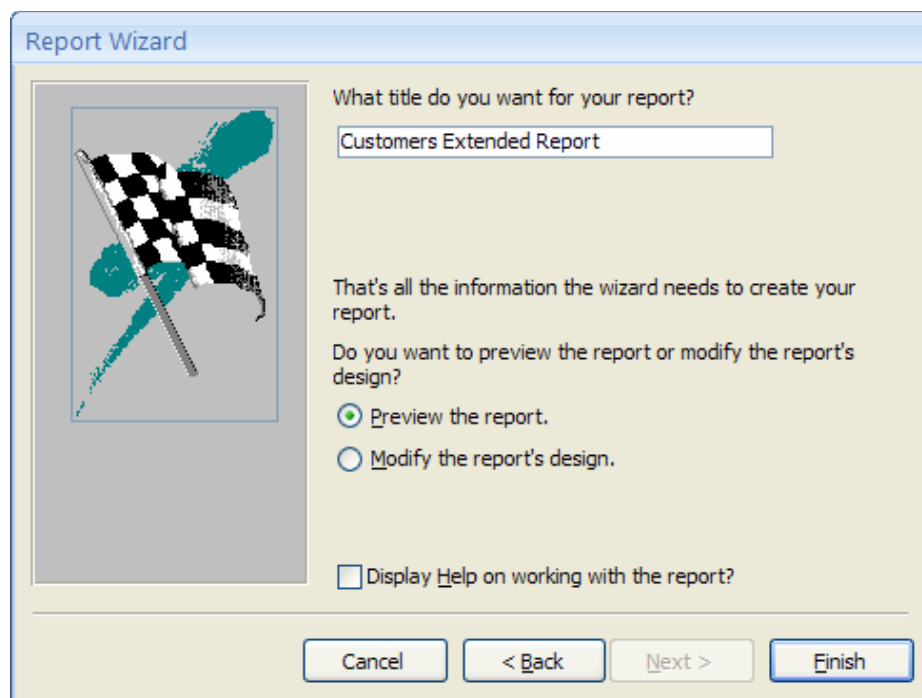 Report Wizard
What title do you want for your report?
Customers Extended Report
That's all the information the wizard needs to create your
report.
Do you want to preview the report or modify the report's
design?
Preview the report.
Modify the report's design.
Display Help on working with the report?
Cancel
< Back
Next >
Finish